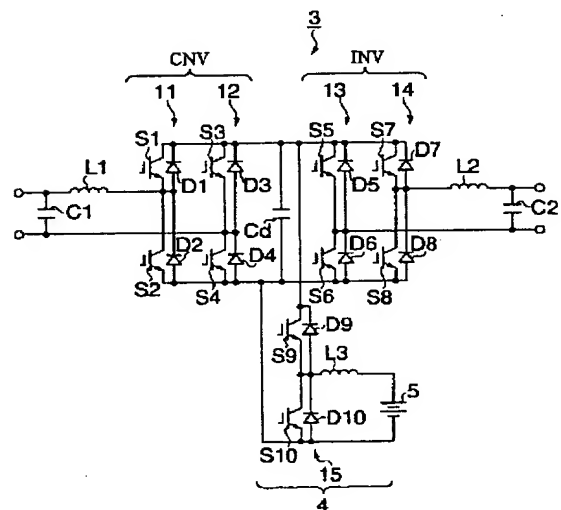 3
CNV INV
11 12 13 14
S1 S3 S5 S7
L1 D1 D3 D5 D7 L2
C1 Cd C2
D2 D4 D6 D8
S2 S4 S6 S8
S9 D9
L3
5
S10 D10
15
4